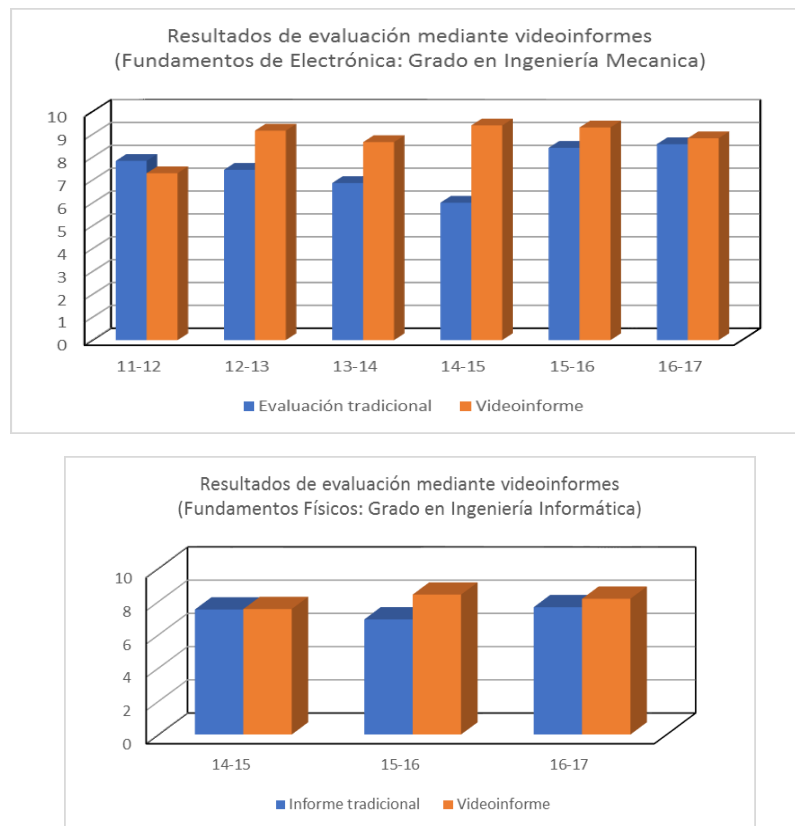 Resultados de evaluación mediante videoinformes
(Fundamentos de Electrónica: Grado en Ingeniería Mecanica)
10
9
8
7
6
5
4
3
2
1
0
11-12 12-13 13-14 14-15 15-16 16-17
Evaluación tradicional Videoinforme
Resultados de evaluación mediante videoinformes
(Fundamentos Físicos: Grado en Ingeniería Informática)
10
8
6
4
2
0
14-15 15-16 16-17
Informe tradicional Videoinforme